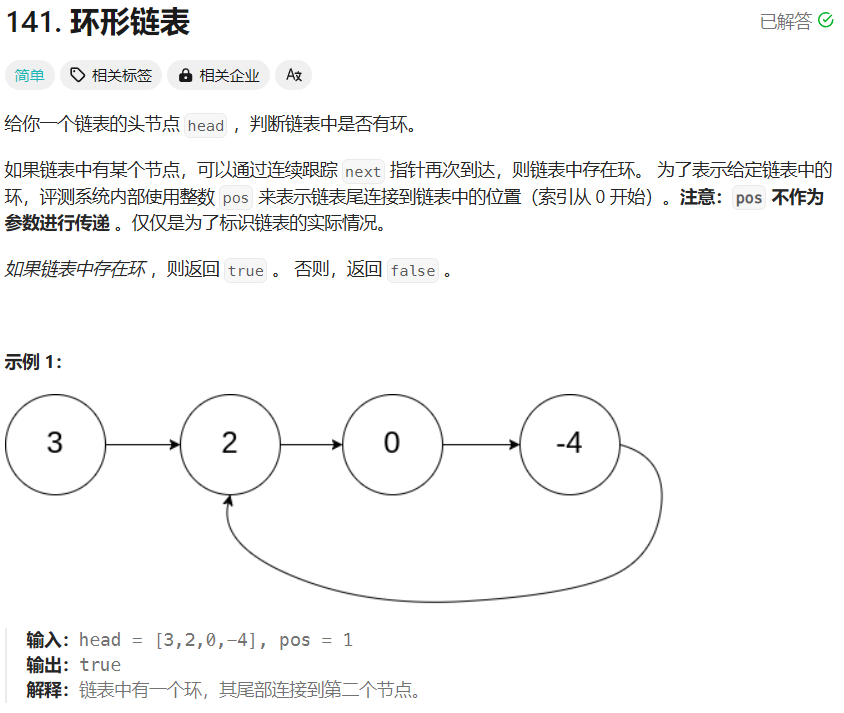 141. 环形链表
已解答
简单 相关标签 相关企业 A文
给你一个链表的头节点 head ，判断链表中是否有环。
如果链表中有某个节点，可以通过连续跟踪 next 指针再次到达，则链表中存在环。 为了表示给定链表中的
环，评测系统内部使用整数 pos 来表示链表尾连接到链表中的位置（索引从 0 开始）。注意：pos 不作为
参数进行传递 。仅仅是为了标识链表的实际情况。
如果链表中存在环 ，则返回 true 。 否则，返回 false 。
示例 1：
3 2 0 -4
输入：head = [3,2,0,-4], pos = 1
输出：true
解释：链表中有一个环，其尾部连接到第二个节点。